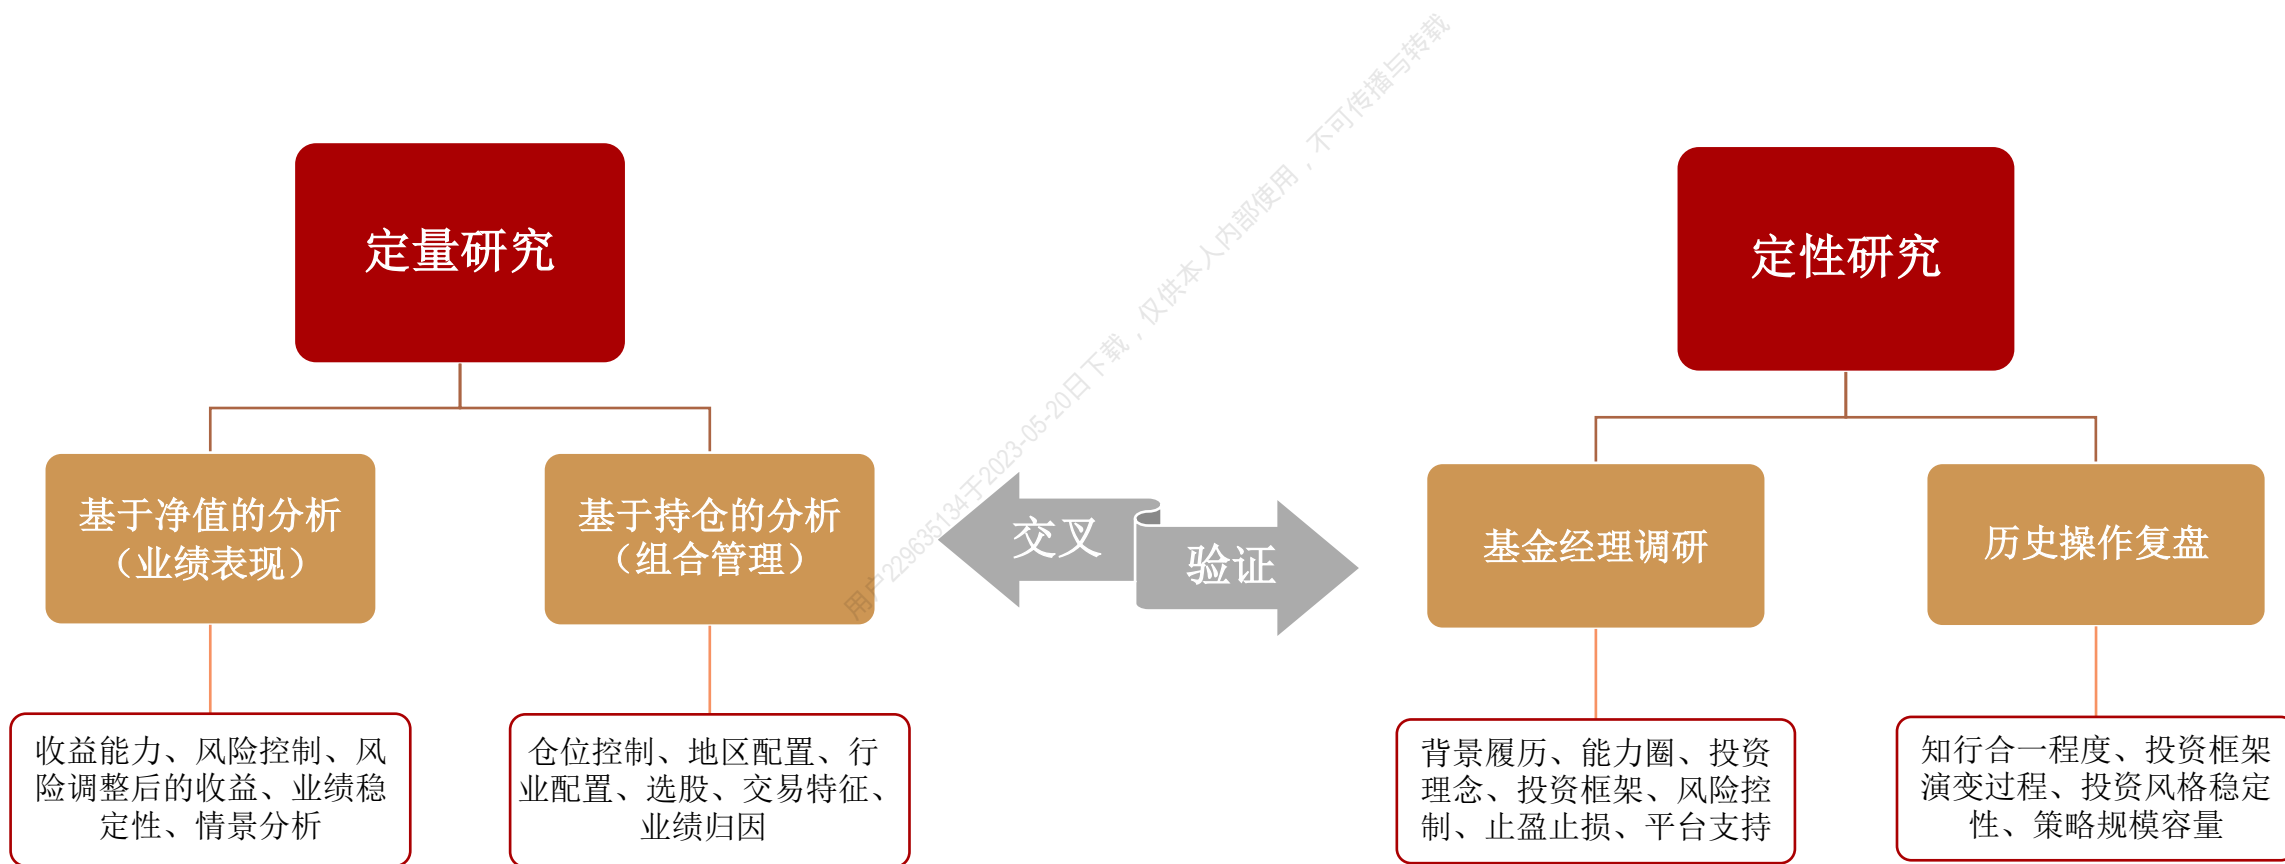 定量研究
定性研究
基于净值的分析
（业绩表现）
基于持仓的分析
（组合管理）
交叉
验证
基金经理调研
历史操作复盘
收益能力、风险控制、风
险调整后的收益、业绩稳
定性、情景分析
仓位控制、地区配置、行
业配置、选股、交易特征、
业绩归因
背景履历、能力圈、投资
理念、投资框架、风险控
制、止盈止损、平台支持
知行合一程度、投资框架
演变过程、投资风格稳定
性、策略规模容量
用户229635134于2023-05-20日下载，仅供本人内部使用，不可传播与转载